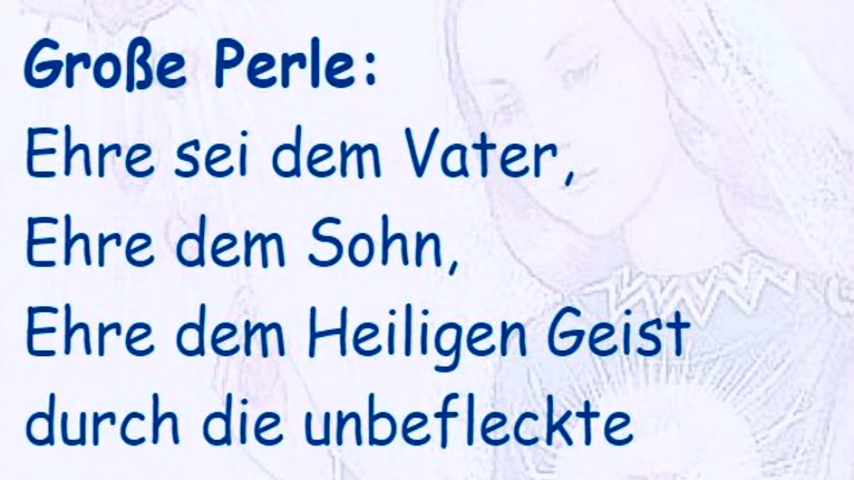 Große Perle:
Ehre sei dem Vater,
Ehre dem Sohn,
Ehre dem Heiligen Geist
durch die unbefleckte